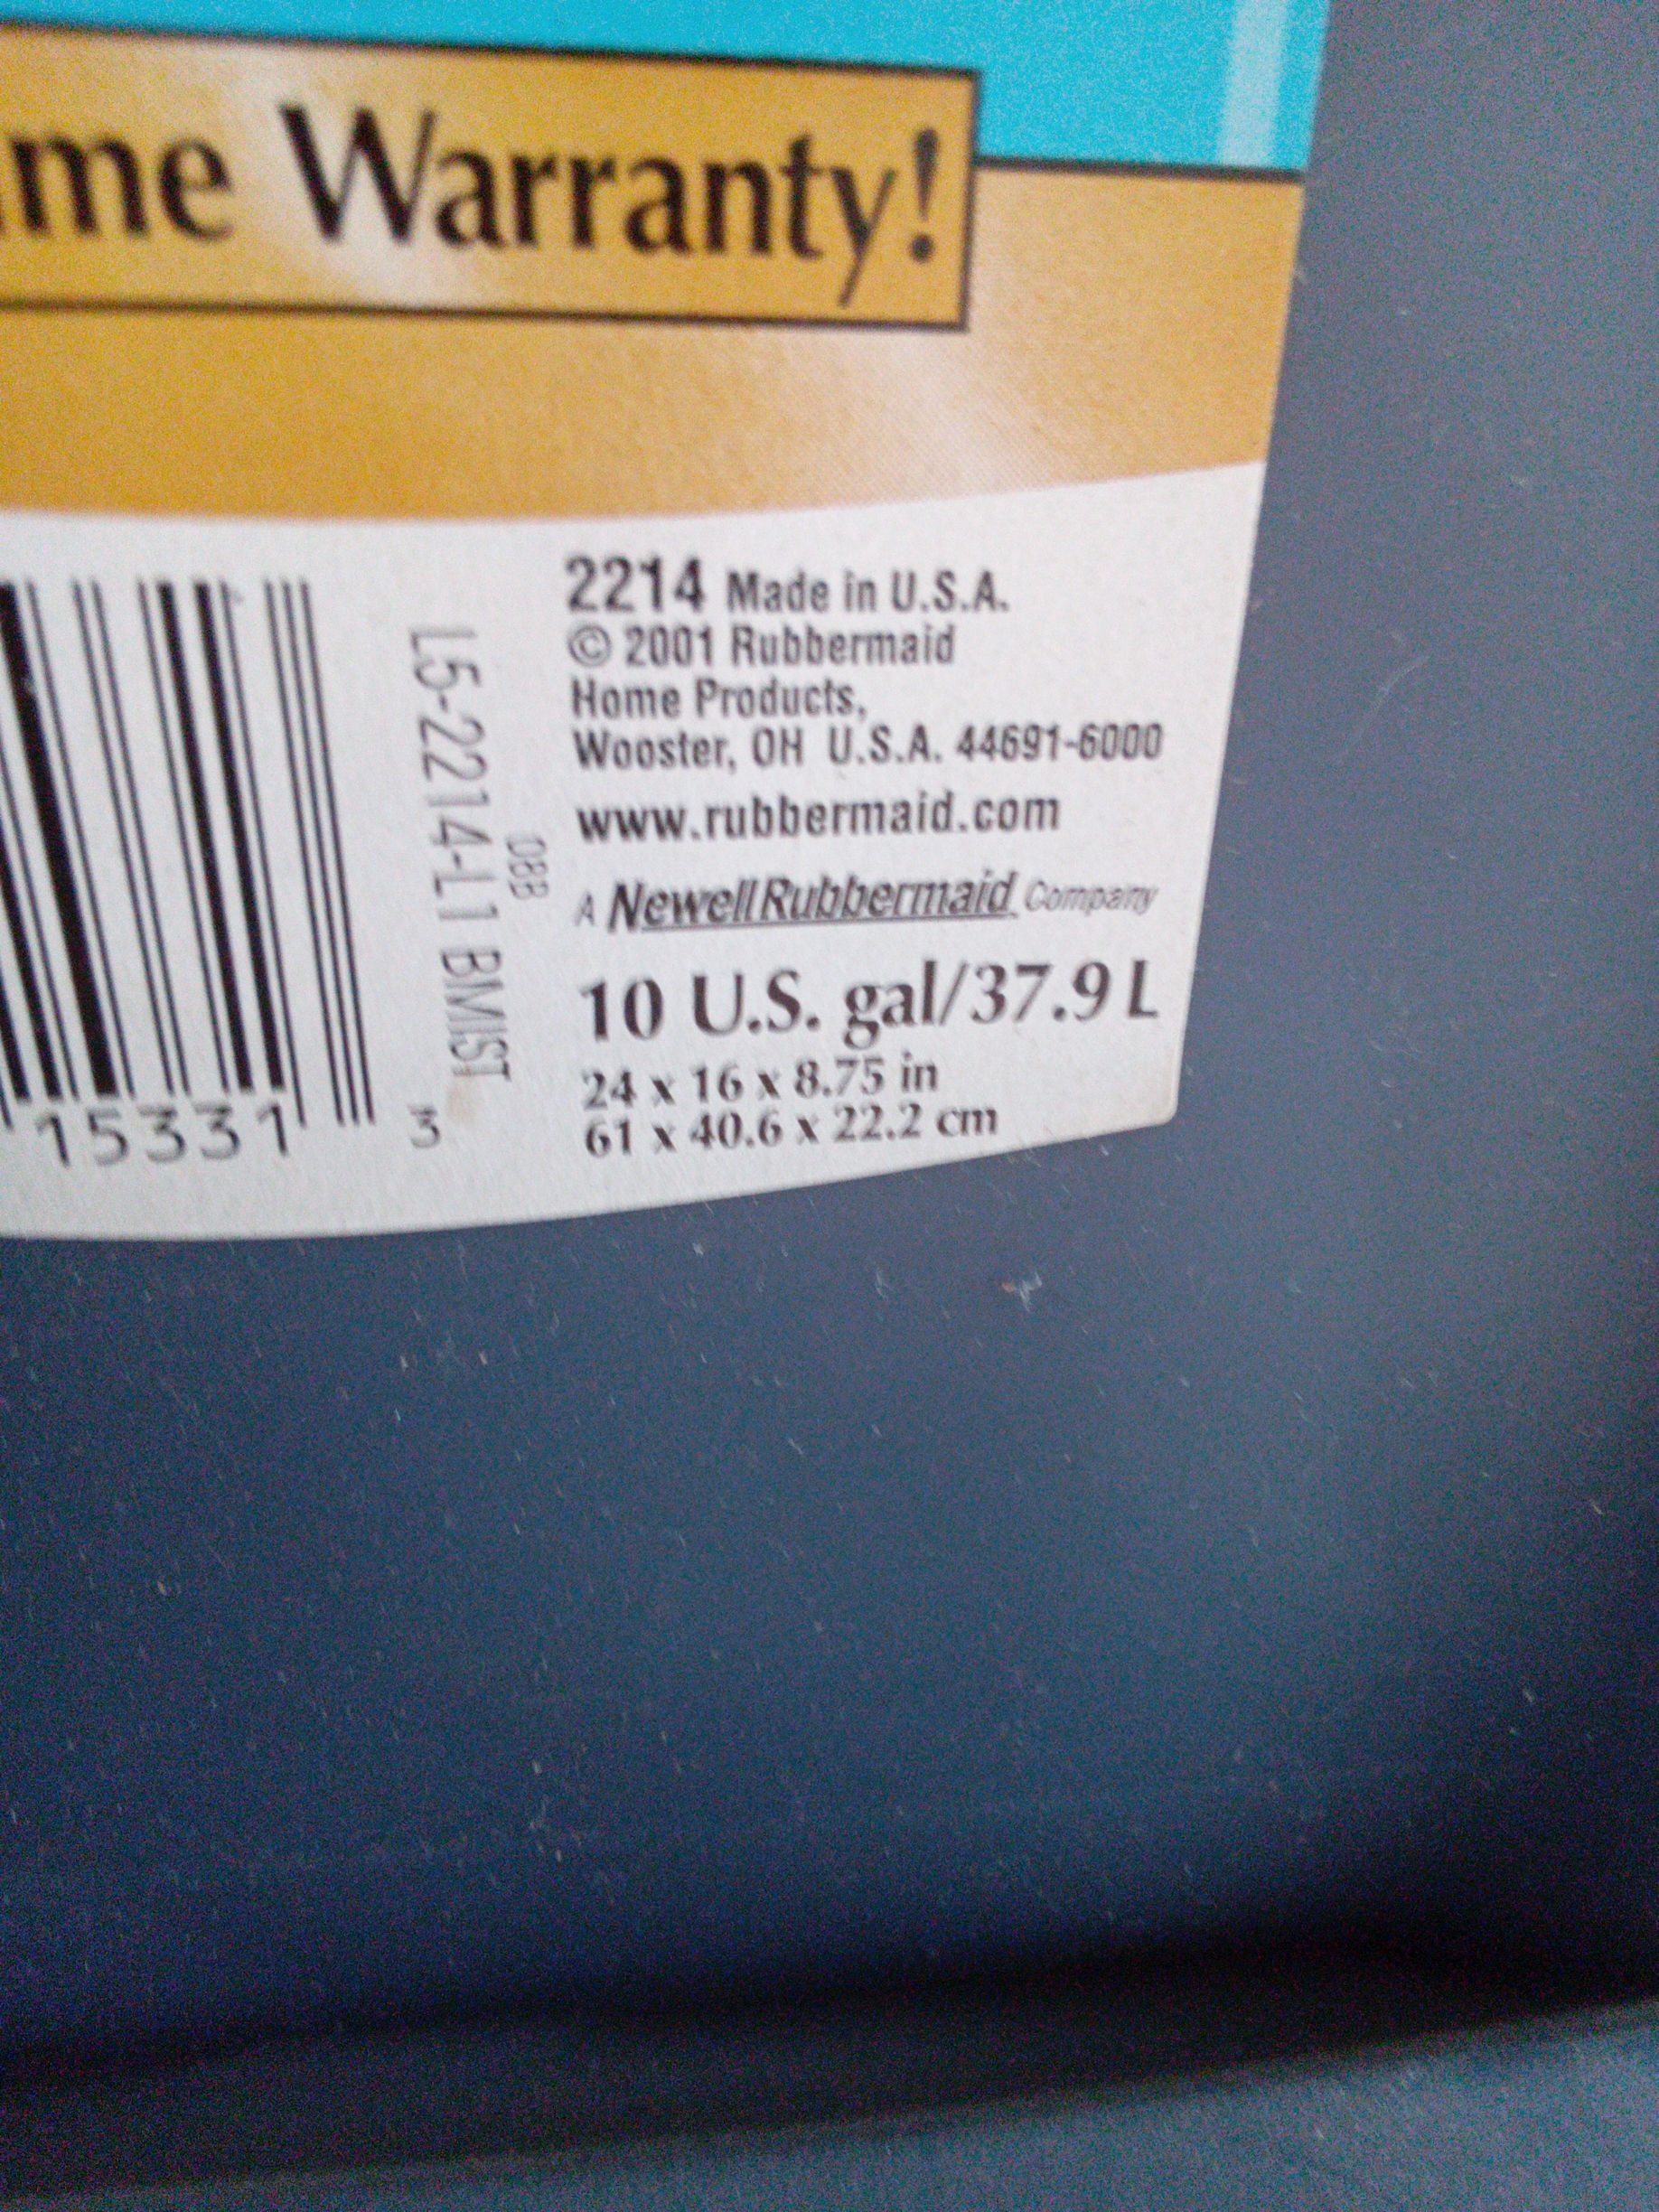 me Warranty!
2214 Made in U.S.A.
© 2001 Rubbermaid
Home Products,
Wooster, OH U.S.A. 44691-6000
www.rubbermaid.com
A Newell Rubbermaid Company
10 U.S. gal/37.9 L
24 x 16 x 8.75 in
61 x 40.6 x 22.2 cm
L5-2214-L1 BMIST
15331 3